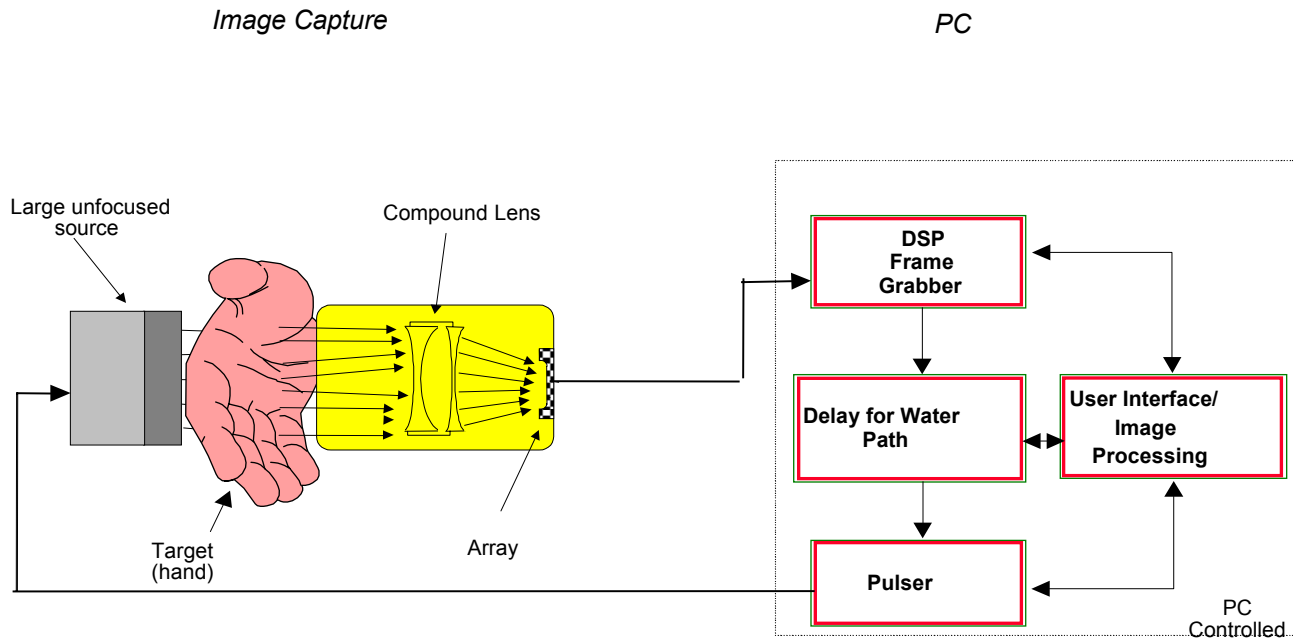 Image Capture
PC
Large unfocused
source
Compound Lens
Target
(hand)
Array
DSP
Frame
Grabber
Delay for Water
Path
User Interface/
Image
Processing
Pulser
PC
Controlled